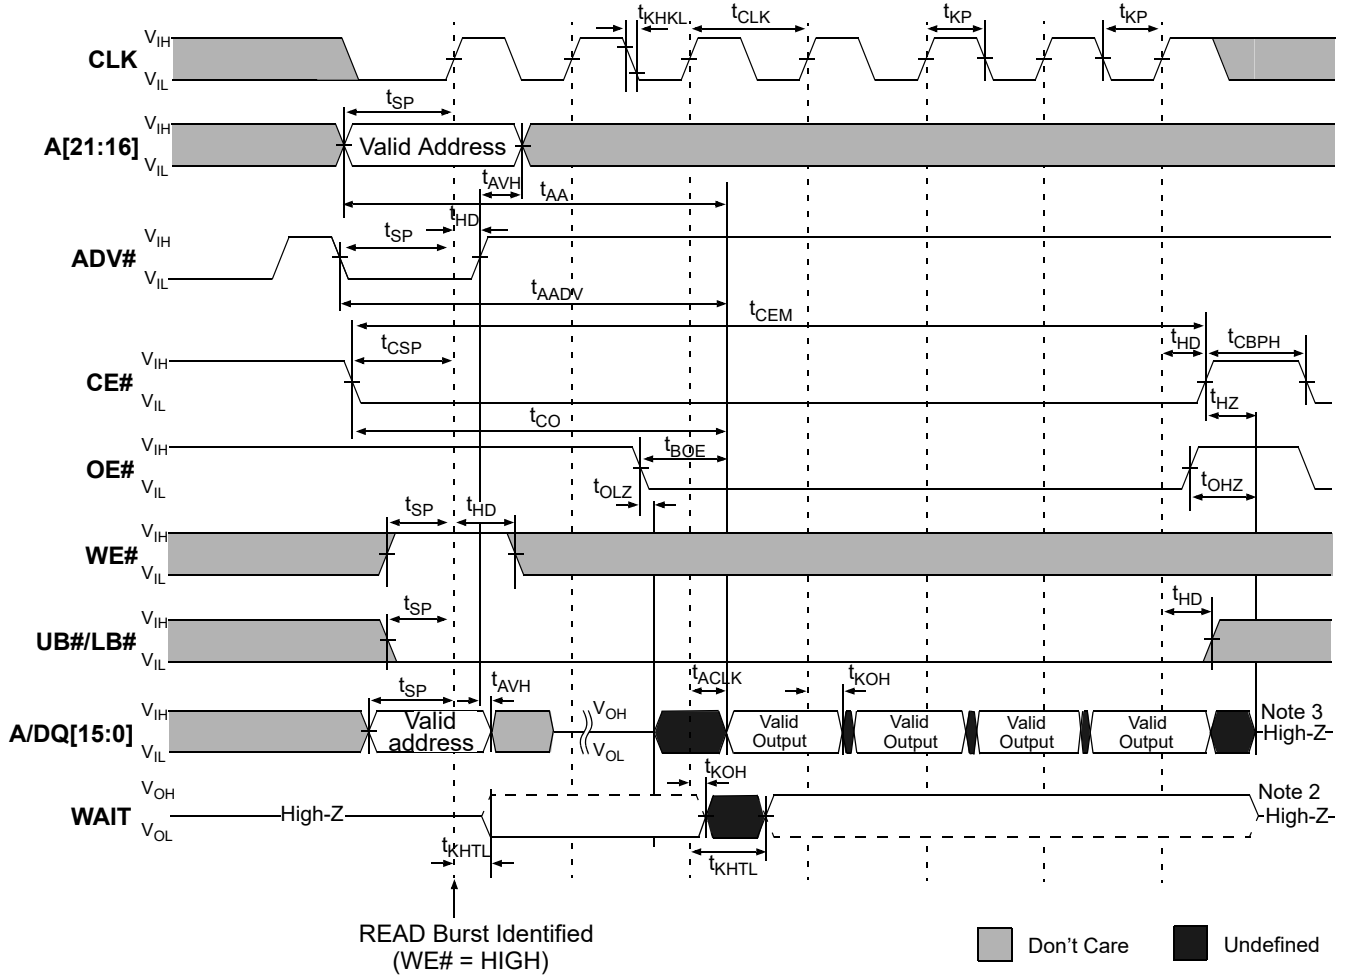 tKHKL tCLK tKP tKP
CLK VIH
VIL
tSP
A[21:16] VIH Valid Address
VIL
tAVH
tAA
tHD
ADV# VIH tSP
VIL
tAADV
tCEM
tCSP tHD tCBPH
CE# VIH
VIL
tHZ
tCO
OE# VIH tBOE
VIL
tOLZ tOHZ
tSP tHD
WE# VIH
VIL
tSP tHD
UB#/LB# VIH
VIL
tSP tAVH tACLK tKOH
A/DQ[15:0] VIH Valid address VOH Valid Output Valid Output Valid Output Valid Output Note 3
VIL VOL High-Z
tKOH
WAIT VOH Note 2
High-Z High-Z
VOL
tKHTL tKHTL
READ Burst Identified
(WE# = HIGH)
Don't Care Undefined